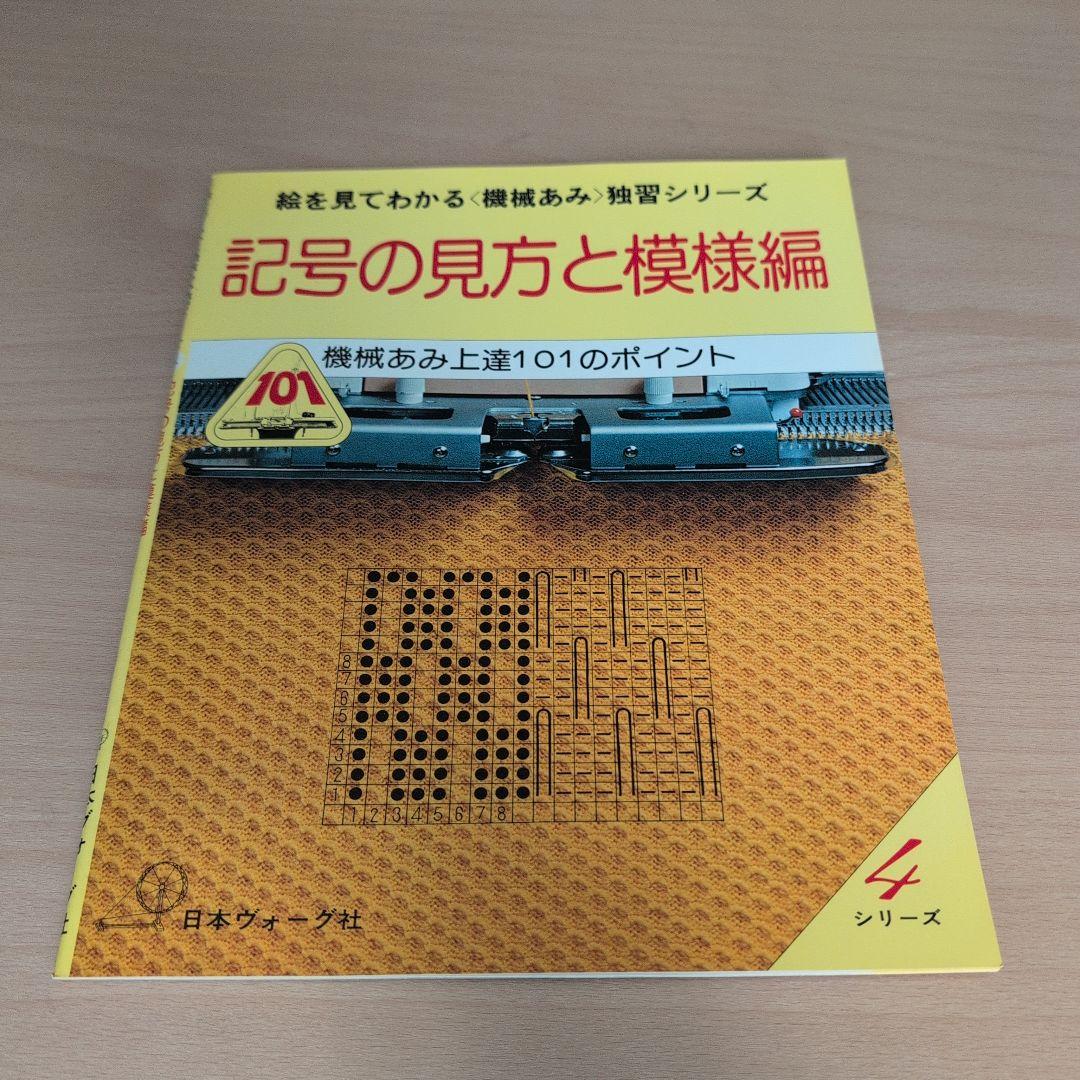 絵を見てわかる〈機械あみ〉独習シリーズ
記号の見方と模様編
機械あみ上達101のポイント
101
8
7
6
5
4
3
2
1
1 2 3 4 5 6 7 8
4
シリーズ
日本ヴォーグ社